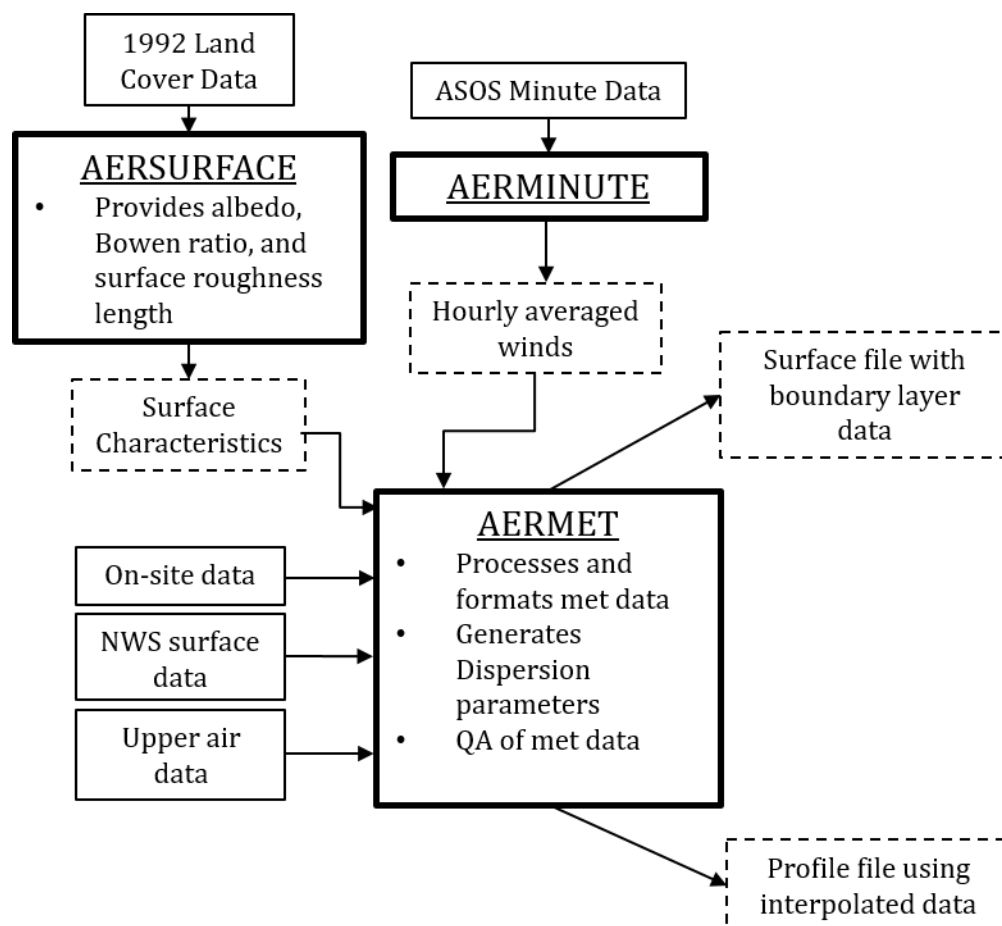 1992 Land
Cover Data
ASOS Minute Data
AERSURFACE
• Provides albedo,
Bowen ratio, and
surface roughness
length
AERMINUTE
Hourly averaged
winds
Surface
Characteristics
Surface file with
boundary layer
data
AERMET
• Processes and
formats met data
• Generates
Dispersion
parameters
• QA of met data
On-site data
NWS surface
data
Upper air
data
Profile file using
interpolated data